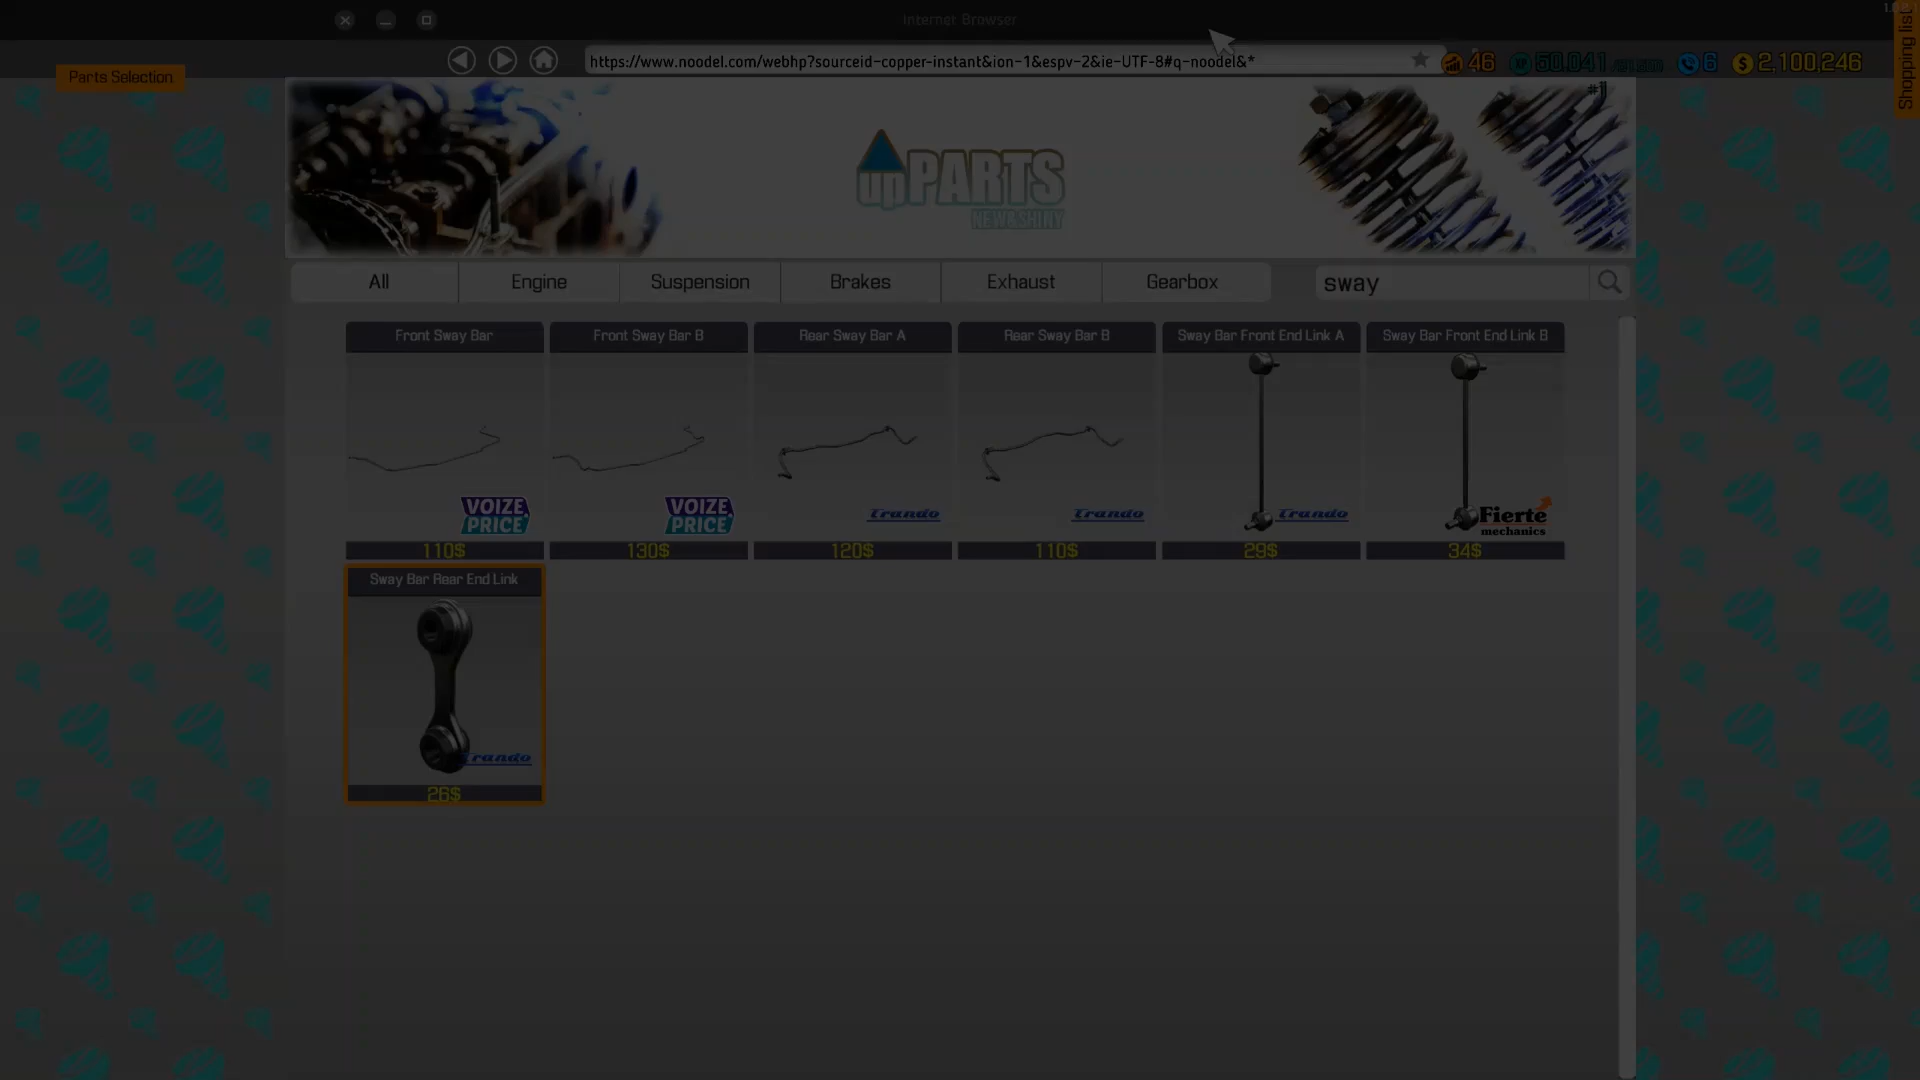 Internet Browser
https://www.noodel.com/webhp?sourceid-copper-instant&ion-1&espv-2&ie-UTF-8#q-noodel&*
46
50,041
6
2,100,246
Shopping list
Parts Selection
#1
upPARTS
NEW&SHINY
All
Engine
Suspension
Brakes
Exhaust
Gearbox
sway
Front Sway Bar
Front Sway Bar B
Rear Sway Bar A
Rear Sway Bar B
Sway Bar Front End Link A
Sway Bar Front End Link B
VOIZE PRICE
VOIZE PRICE
Trando
Trando
Trando
Fierte mechanics
110$
130$
120$
110$
29$
34$
Sway Bar Rear End Link
Trando
26$